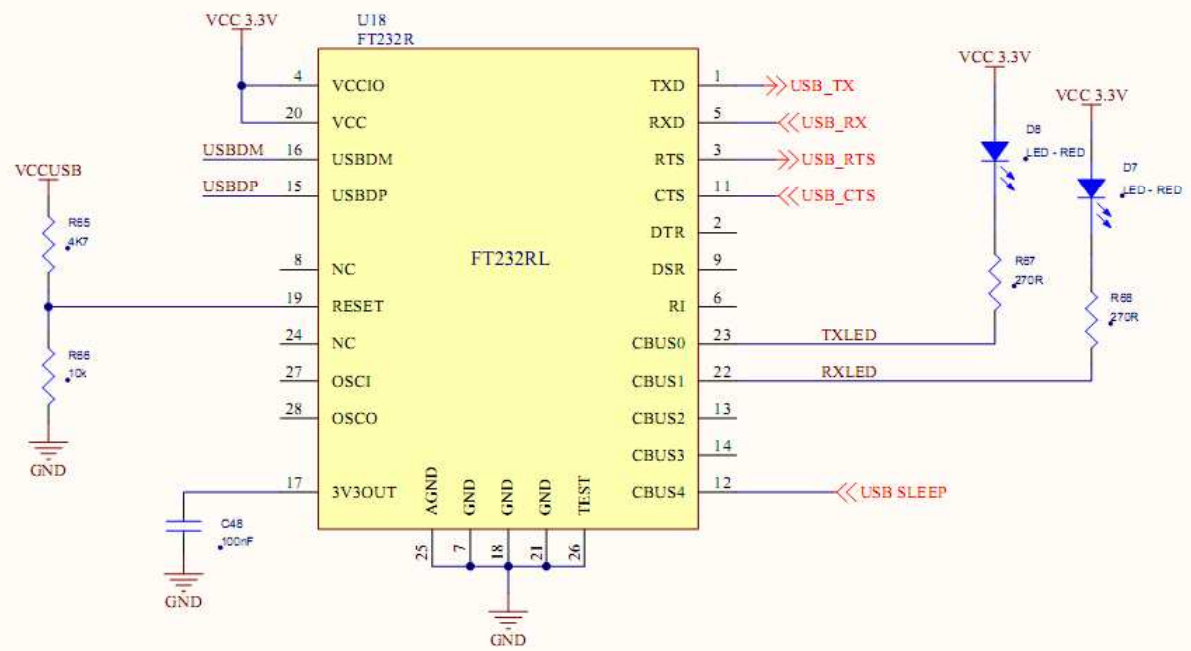 VCC 3.3V
U18
FT232R
4 VCCIO
20 VCC
USBDM 16 USBDM
USBDP 15 USBDP
8 NC
19 RESET
24 NC
27 OSCI
28 OSCO
17 3V3OUT
FT232RL
TXD 1 USB_TX
RXD 5 USB_RX
RTS 3 USB_RTS
CTS 11 USB_CTS
DTR 2
DSR 9
RI 6
CBUS0 23 TXLED
CBUS1 22 RXLED
CBUS2 13
CBUS3 14
CBUS4 12 USB SLEEP
AGND 25
GND 7
GND 18
GND 21
TEST 26
GND
VCCUSB
R65
4K7
R66
10k
GND
C48
100nF
GND
VCC 3.3V
D8
LED - RED
R67
270R
VCC 3.3V
D7
LED - RED
R68
270R